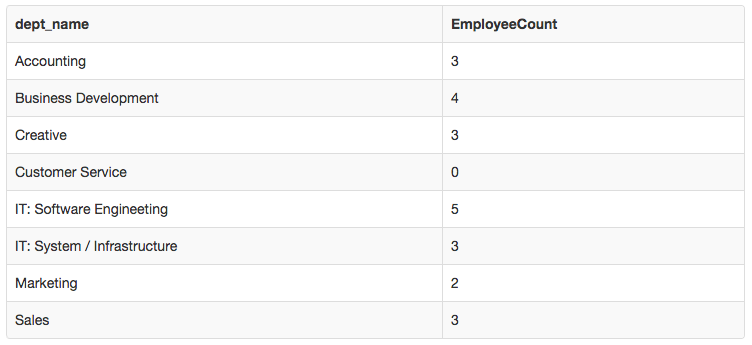 dept_name EmployeeCount
Accounting 3
Business Development 4
Creative 3
Customer Service 0
IT: Software Engineeting 5
IT: System / Infrastructure 3
Marketing 2
Sales 3